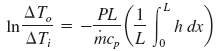 ln ΔT_o / ΔT_i = − PL / ṁc_p ( 1 / L ∫_0^L h dx )